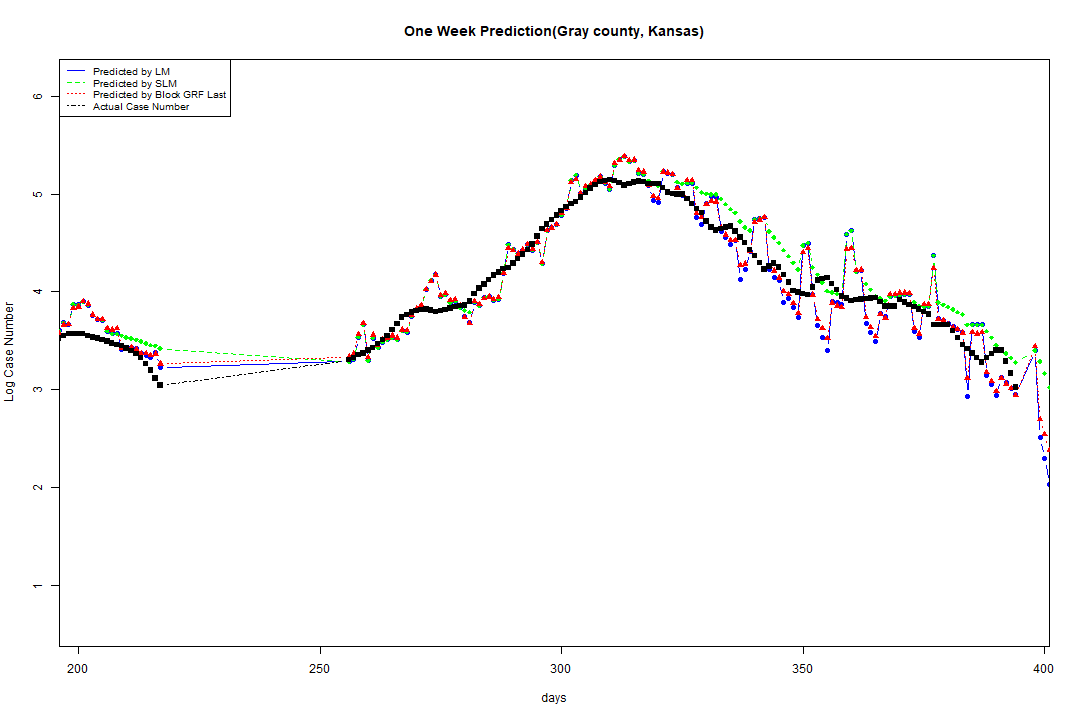 One Week Prediction(Gray county, Kansas)
Predicted by LM
Predicted by SLM
Predicted by Block GRF Last
Actual Case Number
Log Case Number
6
5
4
3
2
1
200 250 300 350 400
days